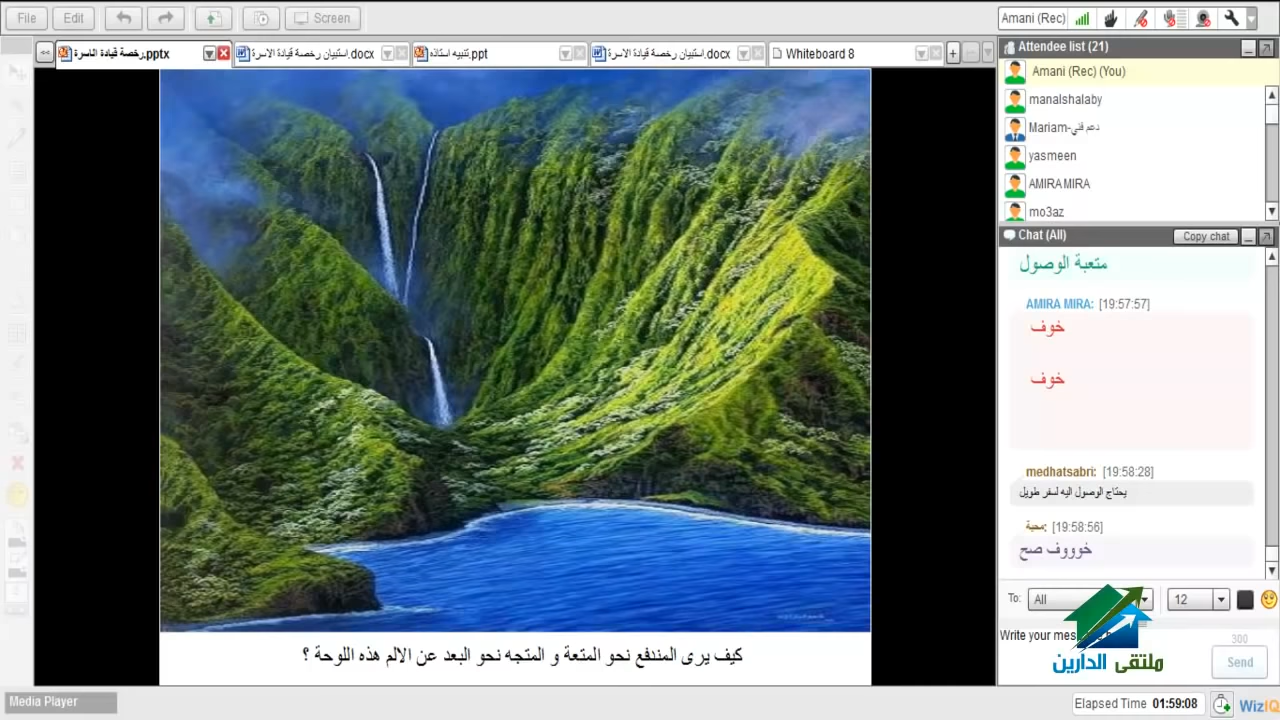 File
Edit
Screen
Amani (Rec)
رخصة قيادة الاسرة.pptx
استبيان رخصة قيادة الاسرة.docx
تنبيه استاذه.ppt
استبيان رخصة قيادة الاسرة.docx
Whiteboard 8
Attendee list (21)
Amani (Rec) (You)
manalshalaby
Mariam-دعم فني
yasmeen
AMIRA MIRA
mo3az
Chat (All)
Copy chat
متعبة الوصول
AMIRA MIRA: [19:57:57]
خوف
خوف
medhatsabri: [19:58:28]
يحتاج الوصول اليه لسفر طويل
محبة: [19:58:56]
خوووف صح
To:
All
12
Write your mes
300
Send
ملتقى الدارين
كيف يرى المندفع نحو المتعة و المتجه نحو البعد عن الالم هذه اللوحة ؟
Media Player
Elapsed Time 01:59:08
WizIQ